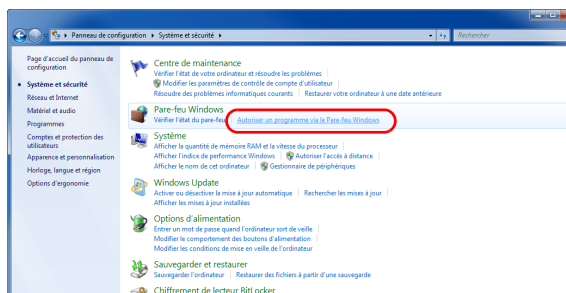 Panneau de configuration ▸ Système et sécurité ▸
Rechercher
Page d'accueil du panneau de
configuration
Système et sécurité
Réseau et Internet
Matériel et audio
Programmes
Comptes et protection des
utilisateurs
Apparence et personnalisation
Horloge, langue et région
Options d'ergonomie
Centre de maintenance
Vérifier l'état de votre ordinateur et résoudre les problèmes
Modifier les paramètres de contrôle de compte d'utilisateur
Résoudre des problèmes informatiques courants | Restaurer votre ordinateur à une date antérieure
Pare-feu Windows
Vérifier l'état du pare-feu Autoriser un programme via le Pare-feu Windows
Système
Afficher la quantité de mémoire RAM et la vitesse du processeur
Afficher l'indice de performance Windows | Autoriser l'accès à distance
Afficher le nom de cet ordinateur | Gestionnaire de périphériques
Windows Update
Activer ou désactiver la mise à jour automatique | Rechercher les mises à jour
Afficher les mises à jour installées
Options d'alimentation
Entrer un mot de passe quand l'ordinateur sort de veille
Modifier le comportement des boutons d'alimentation
Modifier les conditions de mise en veille de l'ordinateur
Sauvegarder et restaurer
Sauvegarder l'ordinateur | Restaurer des fichiers à partir d'une sauvegarde
Chiffrement de lecteur BitLocker